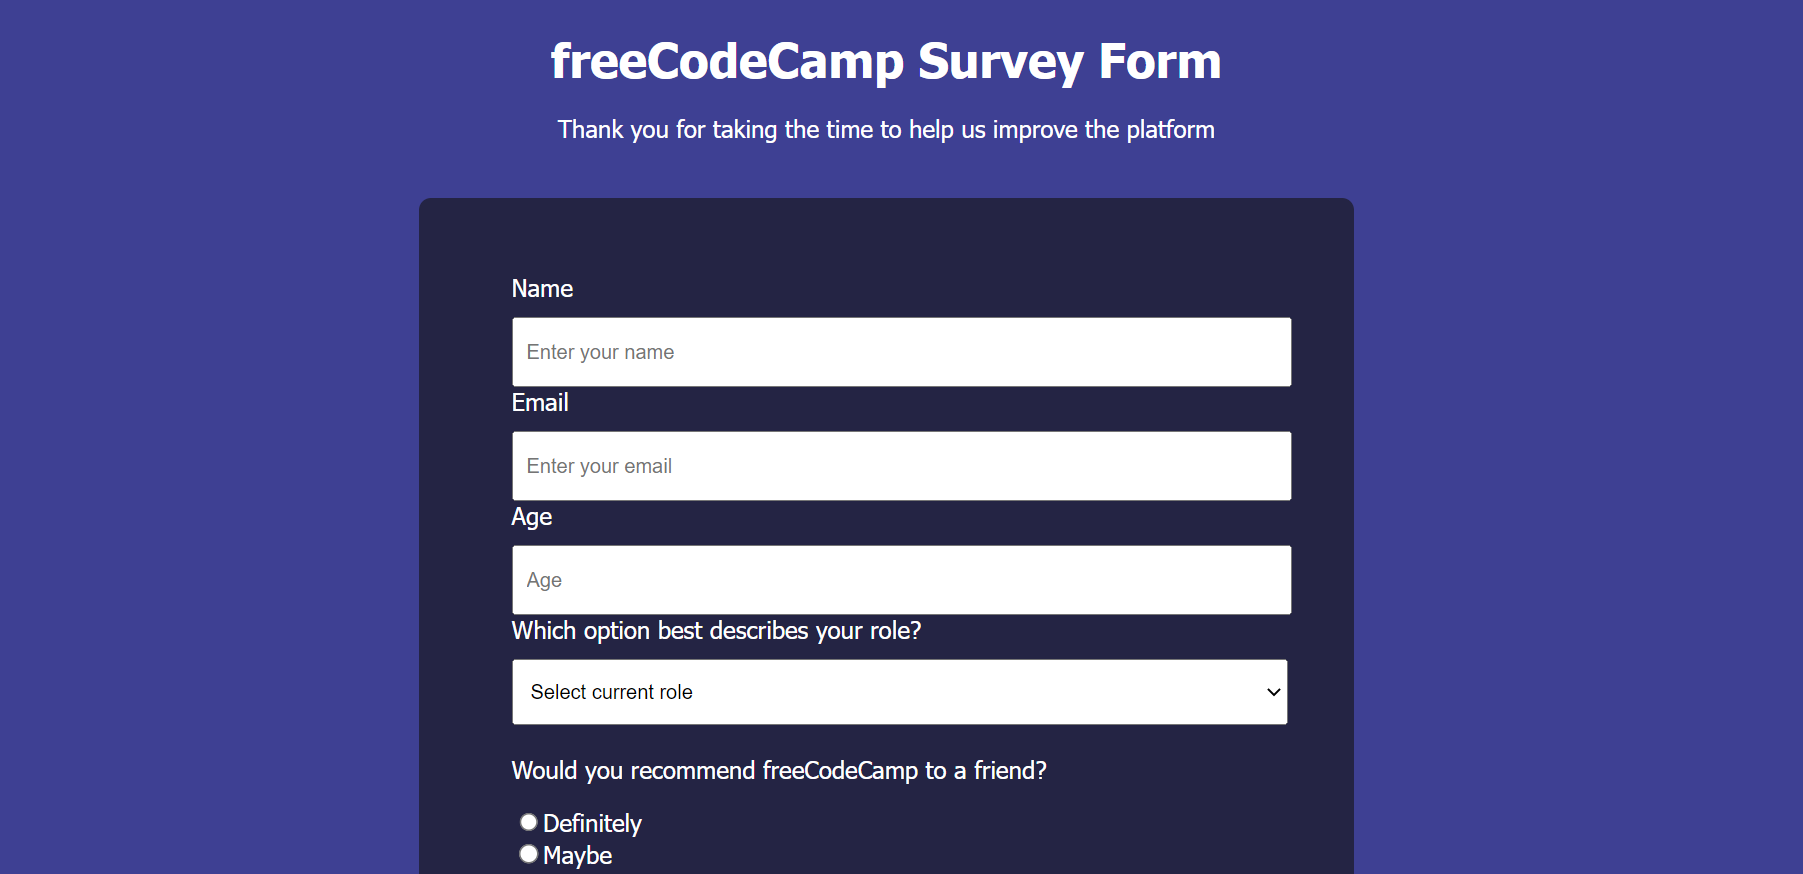 freeCodeCamp Survey Form
Thank you for taking the time to help us improve the platform
Name
Enter your name
Email
Enter your email
Age
Age
Which option best describes your role?
Select current role
Would you recommend freeCodeCamp to a friend?
Definitely
Maybe